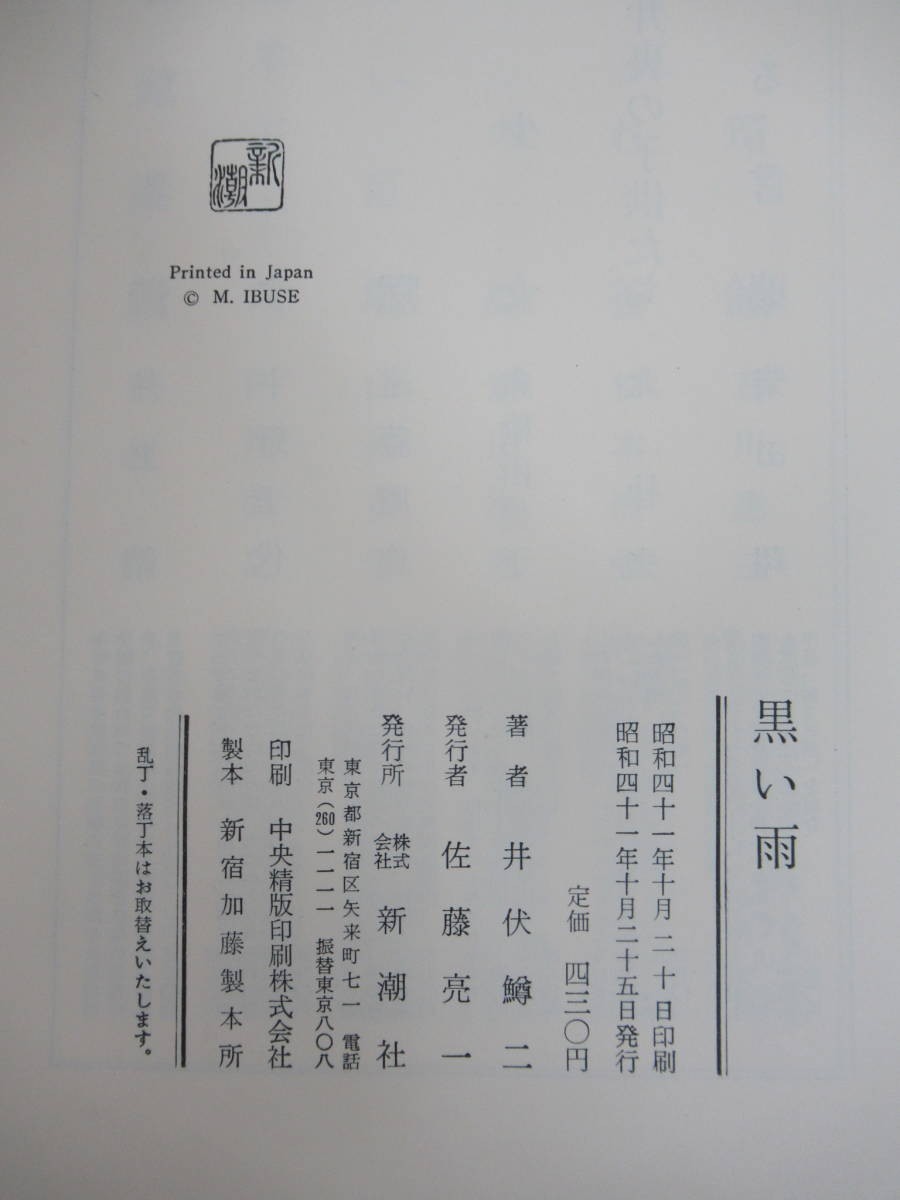 新潮
Printed in Japan
© M. IBUSE
黒い雨
昭和四十一年十月 二十 日印刷
昭和四十一年十月二十五日発行
定価 四三〇円
著者 井伏鱒二
発行者 佐藤亮一
発行所 株式会社 新潮社
東京都新宿区矢来町七一 電話
東京(260)一一一一 振替東京八〇八
印刷 中央精版印刷株式会社
製本 新宿加藤製本所
乱丁・落丁本はお取替えいたします。